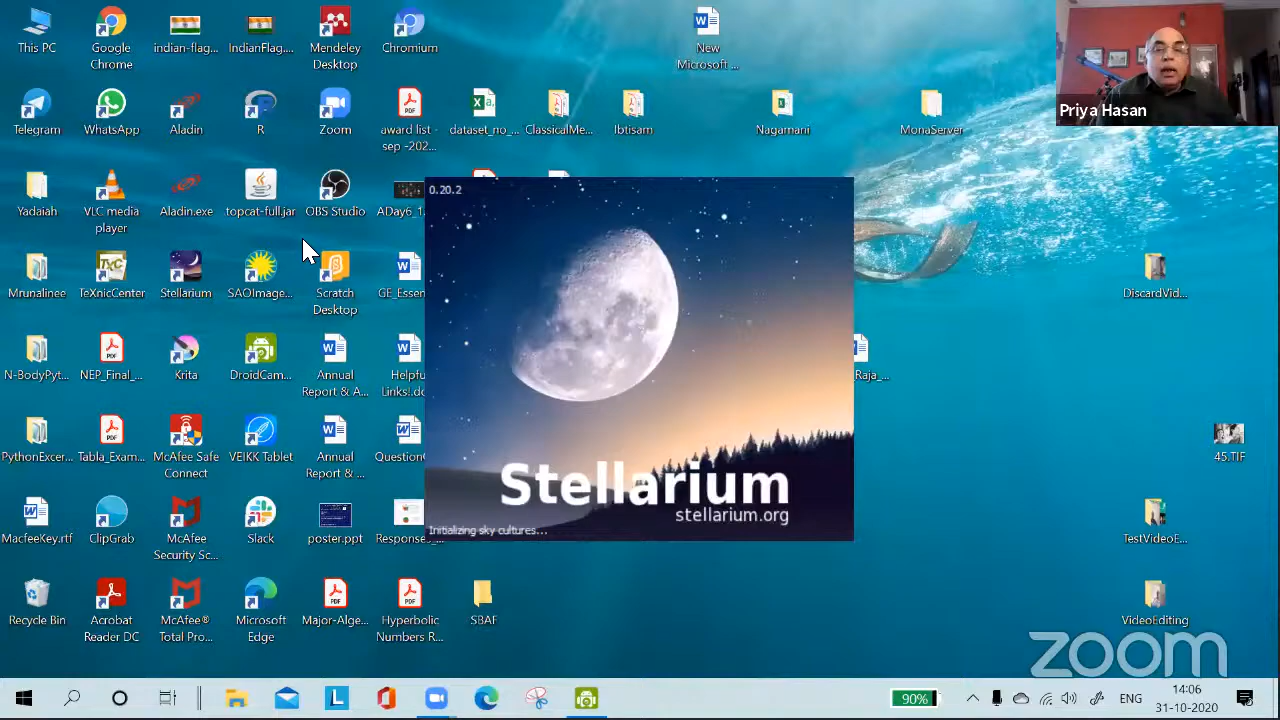 This PC
Google
Chrome
indian-flag...
IndianFlag....
Mendeley
Desktop
Chromium
New
Microsoft ...
Priya Hasan
Telegram
WhatsApp
Aladin
R
Zoom
award list -
sep -202...
dataset_no_...
ClassicalMe...
Ibtisam
Nagamani
MonaServer
Yadaiah
VLC media
player
Aladin.exe
topcat-full.jar
OBS Studio
0.20.2
Mrunalinee
TeXnicCenter
Stellarium
SAOImage...
Scratch
Desktop
GE_Essen
DiscardVid...
N-BodyPyt...
NEP_Final_...
Krita
DroidCam...
Annual
Report & A...
Helpfu
Raja_...
PythonExcer...
Tabla_Exam...
McAfee Safe
Connect
VEIKK Tablet
Annual
Report & ...
Question
45.TIF
Stellarium
stellarium.org
Initializing sky cultures...
MacfeeKey.rtf
ClipGrab
McAfee
Security Sc...
Slack
poster.ppt
TestVideoE...
Recycle Bin
Acrobat
Reader DC
McAfee®
Total Pro...
Microsoft
Edge
Major-Alge...
Hyperbolic
Numbers R...
SBAF
VideoEditing
zoom
90%
ENG
14:06
31-10-2020